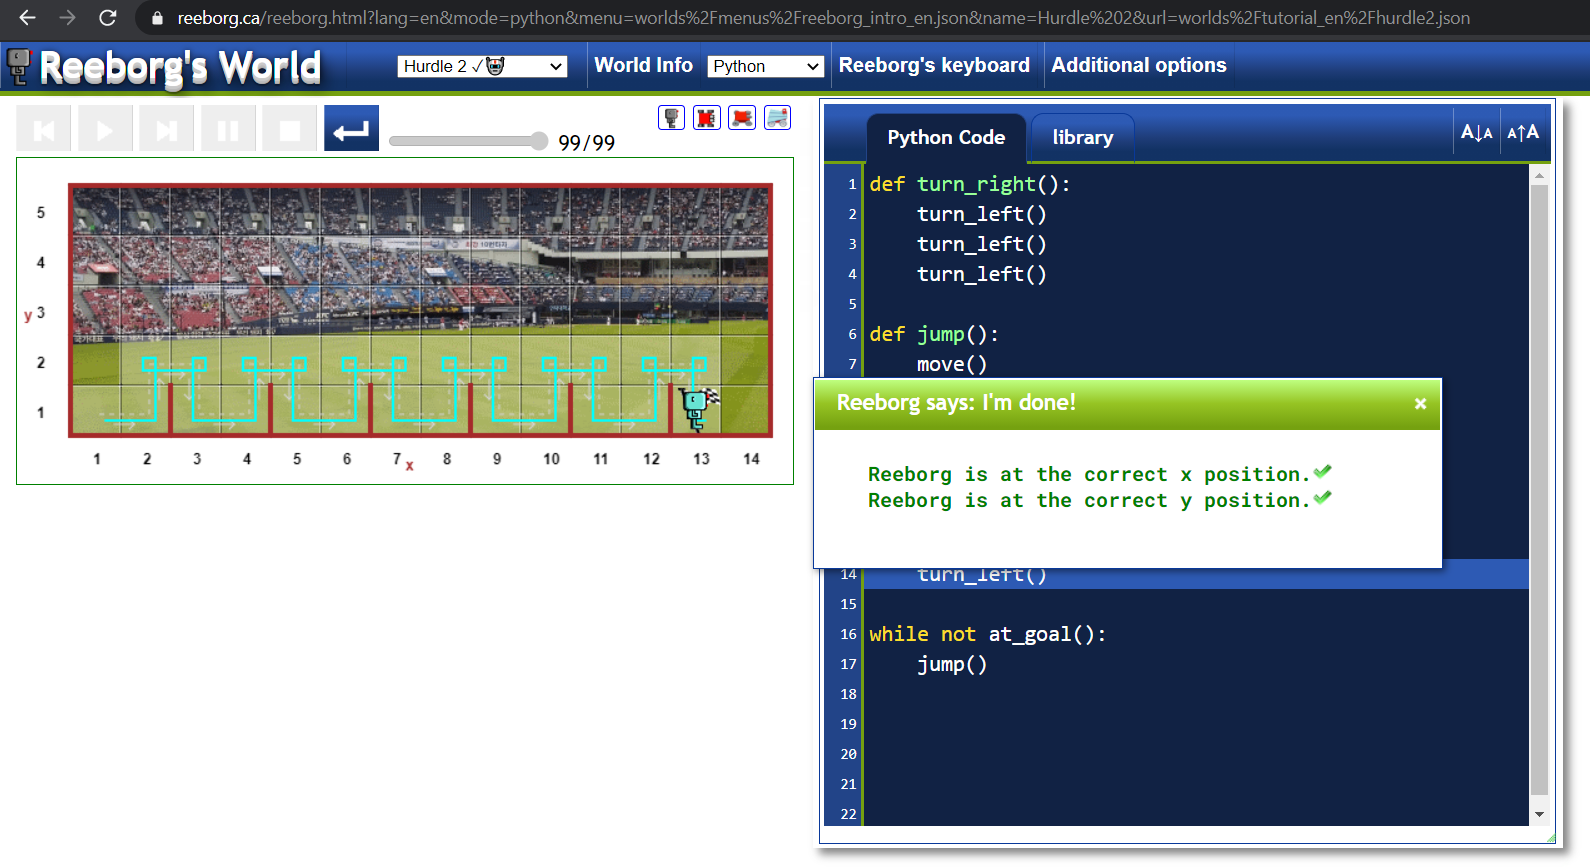 reeborg.ca/reeborg.html?lang=en&mode=python&menu=worlds%2Fmenus%2Freeborg_intro_en.json&name=Hurdle%202&url=worlds%2Ftutorial_en%2Fhurdle2.json
Reeborg's World
Hurdle 2 ✓
World Info
Python
Reeborg's keyboard
Additional options
99/99
5
4
y 3
2
1
1 2 3 4 5 6 7 x 8 9 10 11 12 13 14
Python Code
library
A↓A
A↑A
1 def turn_right():
2 turn_left()
3 turn_left()
4 turn_left()
5
6 def jump():
7 move()
Reeborg says: I'm done! ×
Reeborg is at the correct x position.✔
Reeborg is at the correct y position.✔
14 turn_left()
15
16 while not at_goal():
17 jump()
18
19
20
21
22